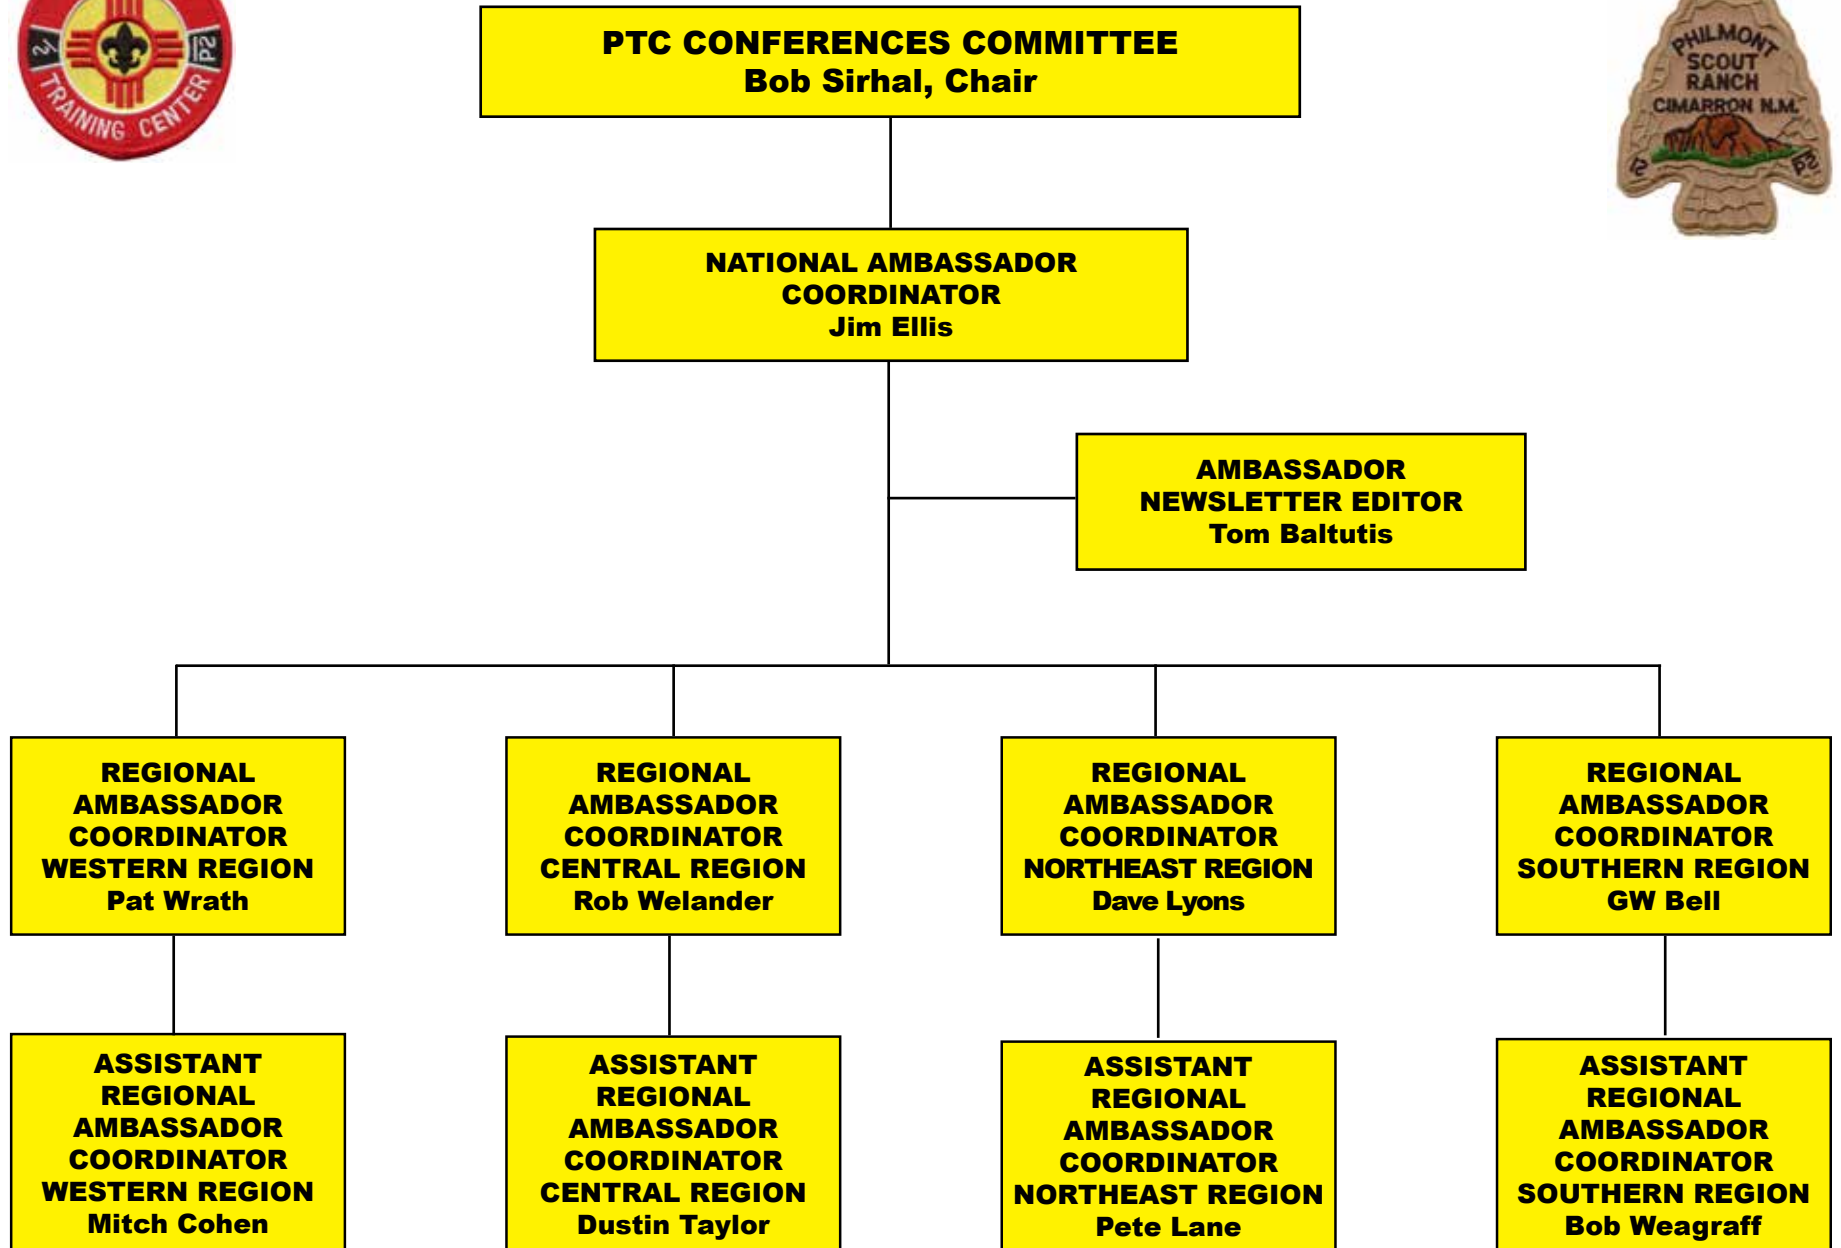 TRAINING CENTER
PHILMONT
SCOUT
RANCH
CIMARRON N.M.
PTC CONFERENCES COMMITTEE
Bob Sirhal, Chair
NATIONAL AMBASSADOR
COORDINATOR
Jim Ellis
AMBASSADOR
NEWSLETTER EDITOR
Tom Baltutis
REGIONAL
AMBASSADOR
COORDINATOR
WESTERN REGION
Pat Wrath
REGIONAL
AMBASSADOR
COORDINATOR
CENTRAL REGION
Rob Welander
REGIONAL
AMBASSADOR
COORDINATOR
NORTHEAST REGION
Dave Lyons
REGIONAL
AMBASSADOR
COORDINATOR
SOUTHERN REGION
GW Bell
ASSISTANT
REGIONAL
AMBASSADOR
COORDINATOR
WESTERN REGION
Mitch Cohen
ASSISTANT
REGIONAL
AMBASSADOR
COORDINATOR
CENTRAL REGION
Dustin Taylor
ASSISTANT
REGIONAL
AMBASSADOR
COORDINATOR
NORTHEAST REGION
Pete Lane
ASSISTANT
REGIONAL
AMBASSADOR
COORDINATOR
SOUTHERN REGION
Bob Weagraff